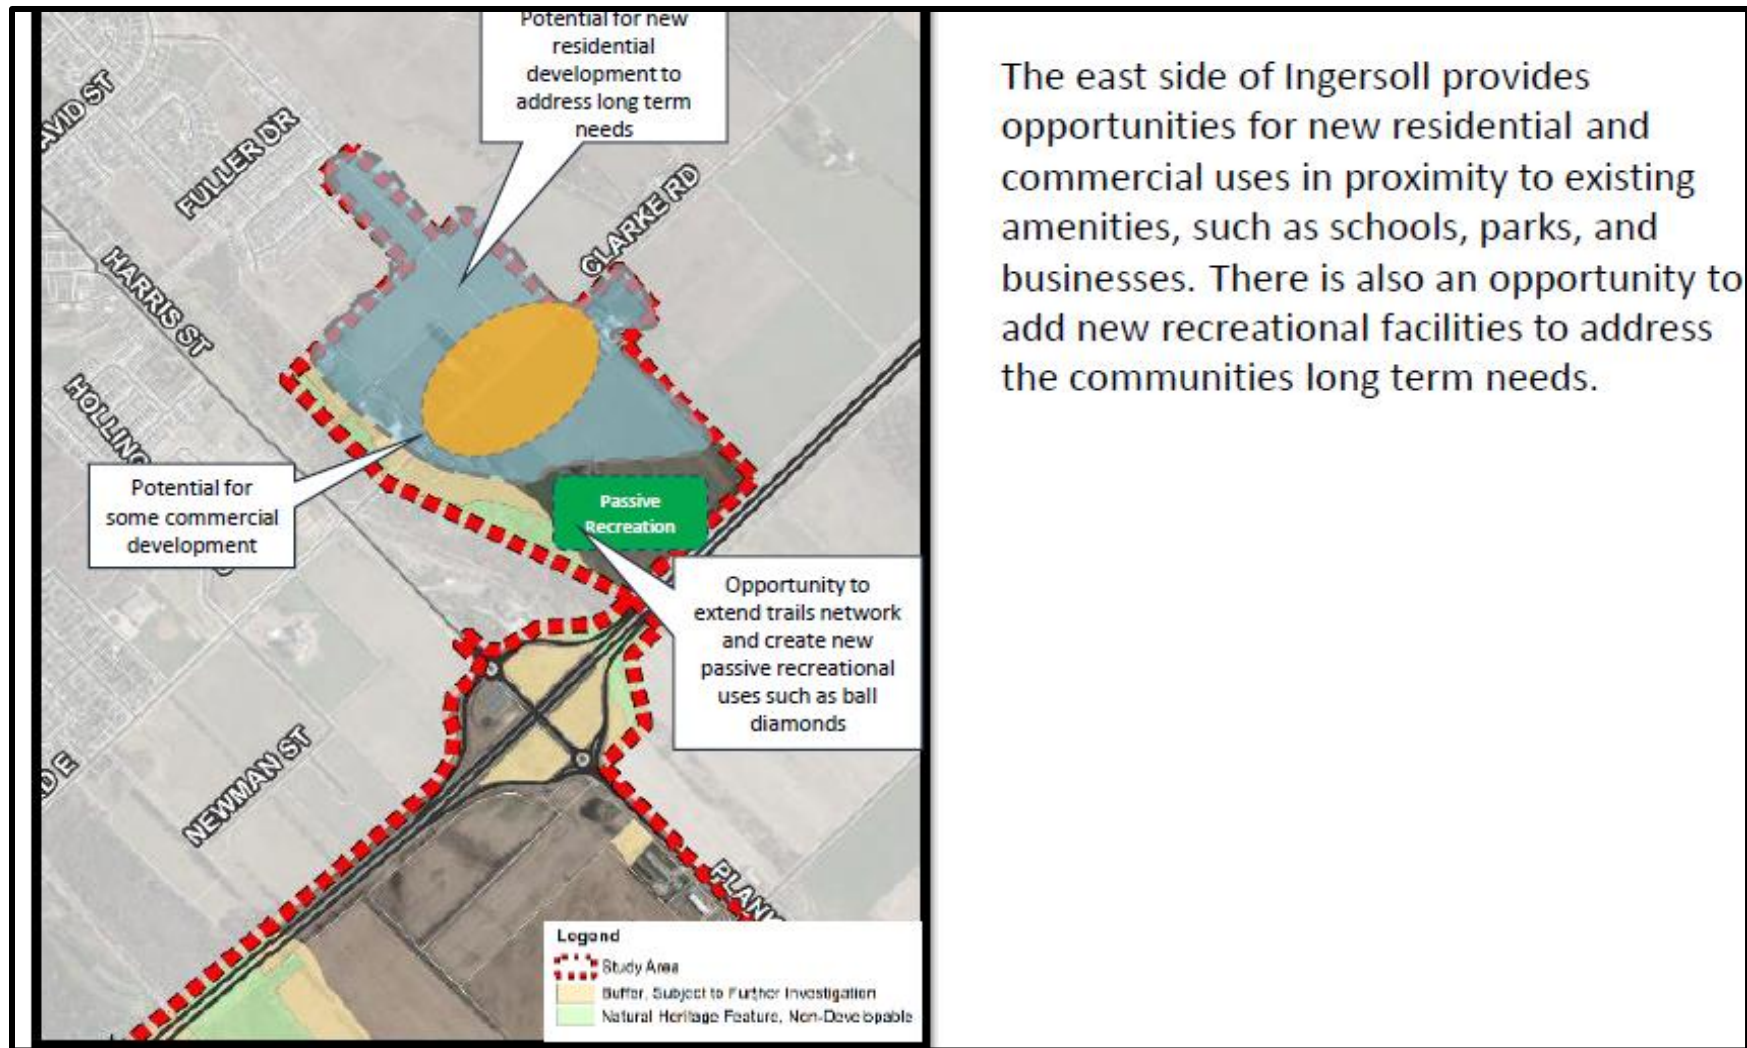 Potential for new
residential
development to
address long term
needs
AVID ST
FULLER DR
CLARKE RD
HARRIS ST
Potential for
some commercial
development
Passive
Recreation
Opportunity to
extend trails network
and create new
passive recreational
uses such as ball
diamonds
NEWMAN ST
D E
Legend
Study Area
Buffer, Subject to Further Investigation
Natural Heritage Feature, Non-Developable
The east side of Ingersoll provides
opportunities for new residential and
commercial uses in proximity to existing
amenities, such as schools, parks, and
businesses. There is also an opportunity to
add new recreational facilities to address
the communities long term needs.